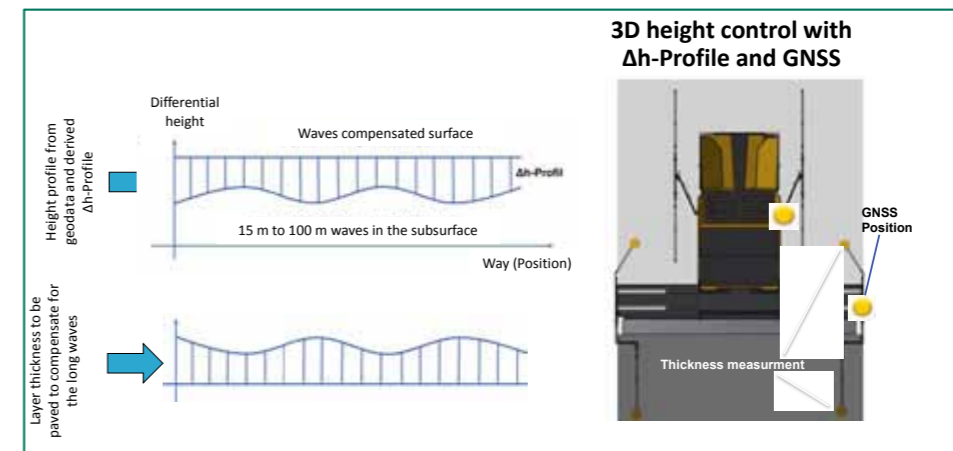 3D height control with
Δh-Profile and GNSS
Height profile from
geodata and derived
Δh-Profile
Differential
height
Waves compensated surface
Δh-Profil
15 m to 100 m waves in the subsurface
Way (Position)
GNSS
Position
Layer thickness to be
paved to compensate for
the long waves
Thickness measurment